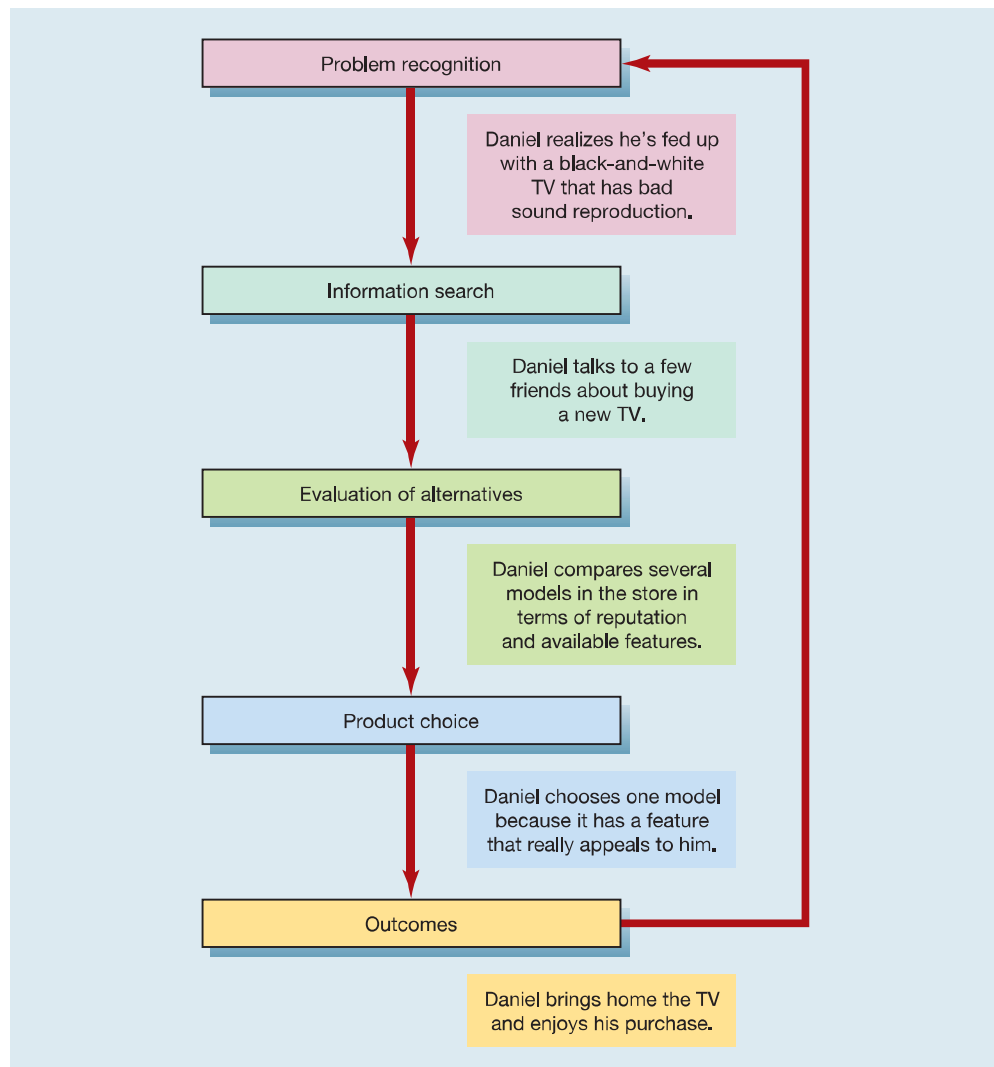 Problem recognition
Daniel realizes he's fed up
with a black-and-white
TV that has bad
sound reproduction.
Information search
Daniel talks to a few
friends about buying
a new TV.
Evaluation of alternatives
Daniel compares several
models in the store in
terms of reputation
and available features.
Product choice
Daniel chooses one model
because it has a feature
that really appeals to him.
Outcomes
Daniel brings home the TV
and enjoys his purchase.